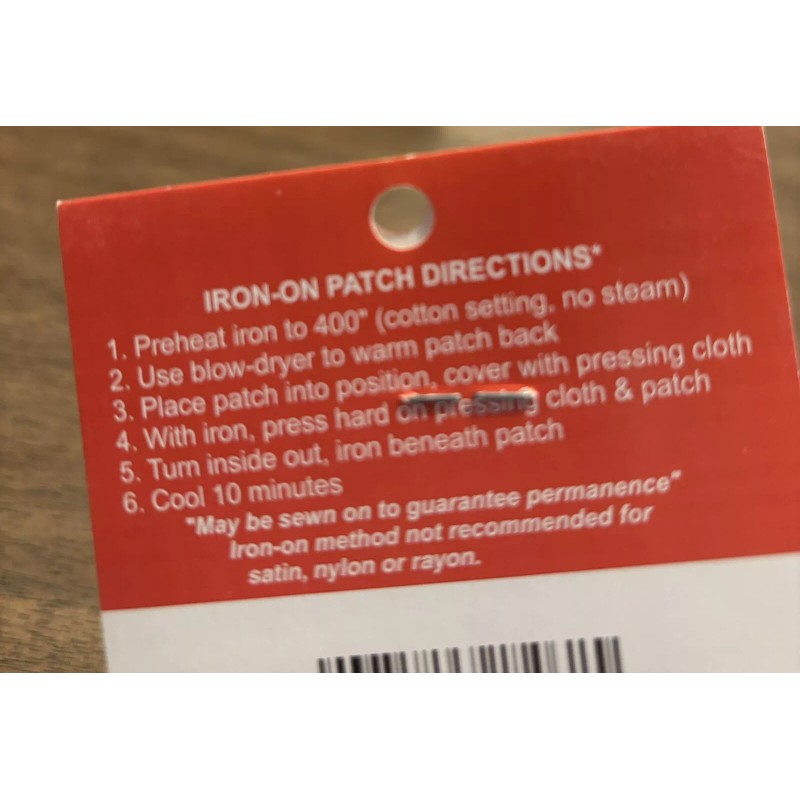 IRON-ON PATCH DIRECTIONS*
1. Preheat iron to 400" (cotton setting, no steam)
2. Use blow-dryer to warm patch back
3. Place patch into position, cover with pressing cloth
4. With iron, press hard on pressing cloth & patch
5. Turn inside out, iron beneath patch
6. Cool 10 minutes
"May be sewn on to guarantee permanence"
Iron-on method not recommended for
satin, nylon or rayon.